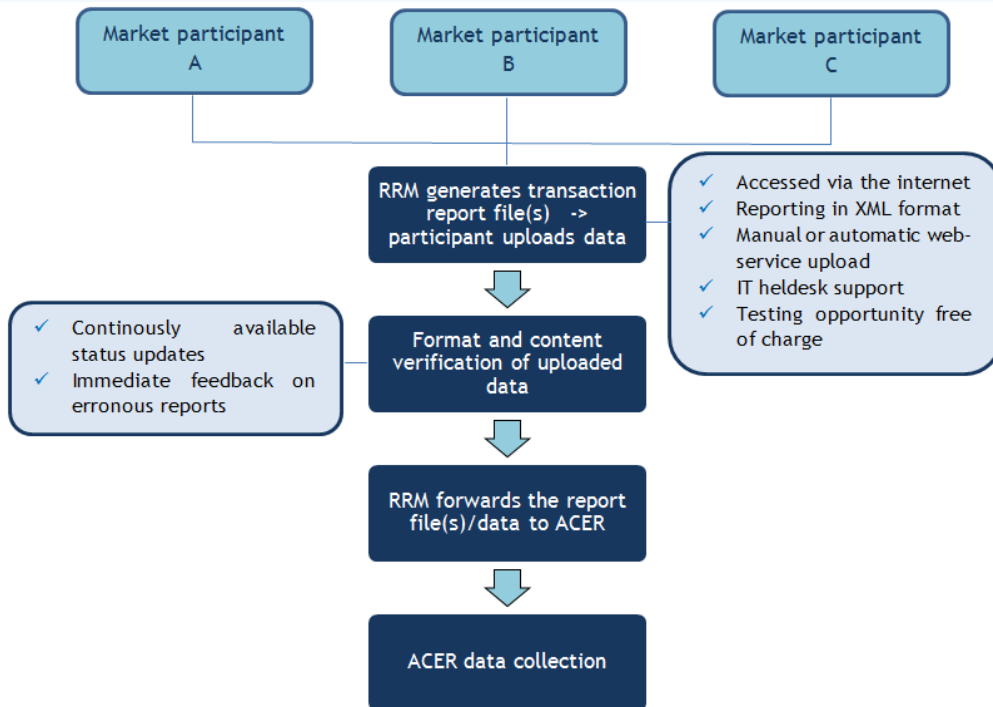 Market participant
A
Market participant
B
Market participant
C
RRM generates transaction
report file(s) ->
participant uploads data
✓ Accessed via the internet
✓ Reporting in XML format
✓ Manual or automatic web-
service upload
✓ IT heldesk support
✓ Testing opportunity free
of charge
✓ Continously available
status updates
✓ Immediate feedback on
erronous reports
Format and content
verification of uploaded
data
RRM forwards the report
file(s)/data to ACER
ACER data collection